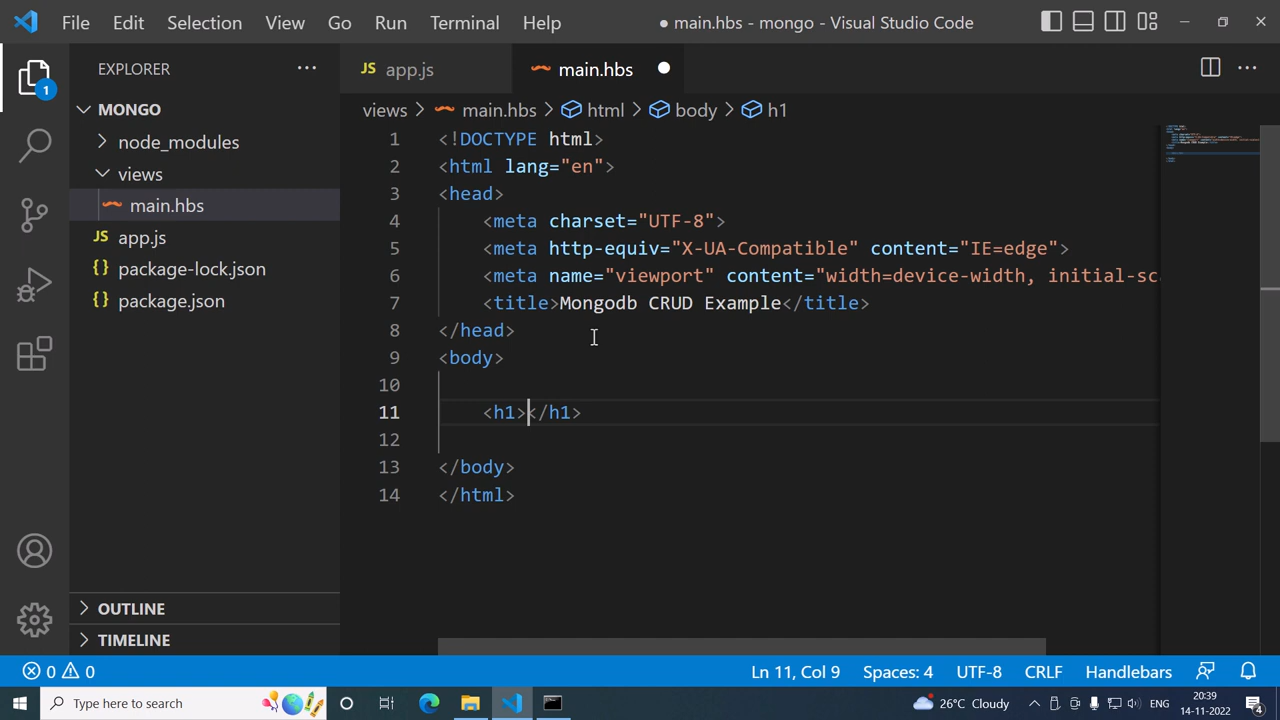 File Edit Selection View Go Run Terminal Help ● main.hbs - mongo - Visual Studio Code
EXPLORER ...
1
MONGO
node_modules
views
main.hbs
JS app.js
{} package-lock.json
{} package.json
OUTLINE
TIMELINE
JS app.js main.hbs ●
views > main.hbs > html > body > h1
1 <!DOCTYPE html>
2 <html lang="en">
3 <head>
4 <meta charset="UTF-8">
5 <meta http-equiv="X-UA-Compatible" content="IE=edge">
6 <meta name="viewport" content="width=device-width, initial-sca
7 <title>Mongodb CRUD Example</title>
8 </head>
9 <body>
10
11 <h1></h1>
12
13 </body>
14 </html>
0 0 Ln 11, Col 9 Spaces: 4 UTF-8 CRLF Handlebars
Type here to search 26°C Cloudy ENG 20:39
14-11-2022 4